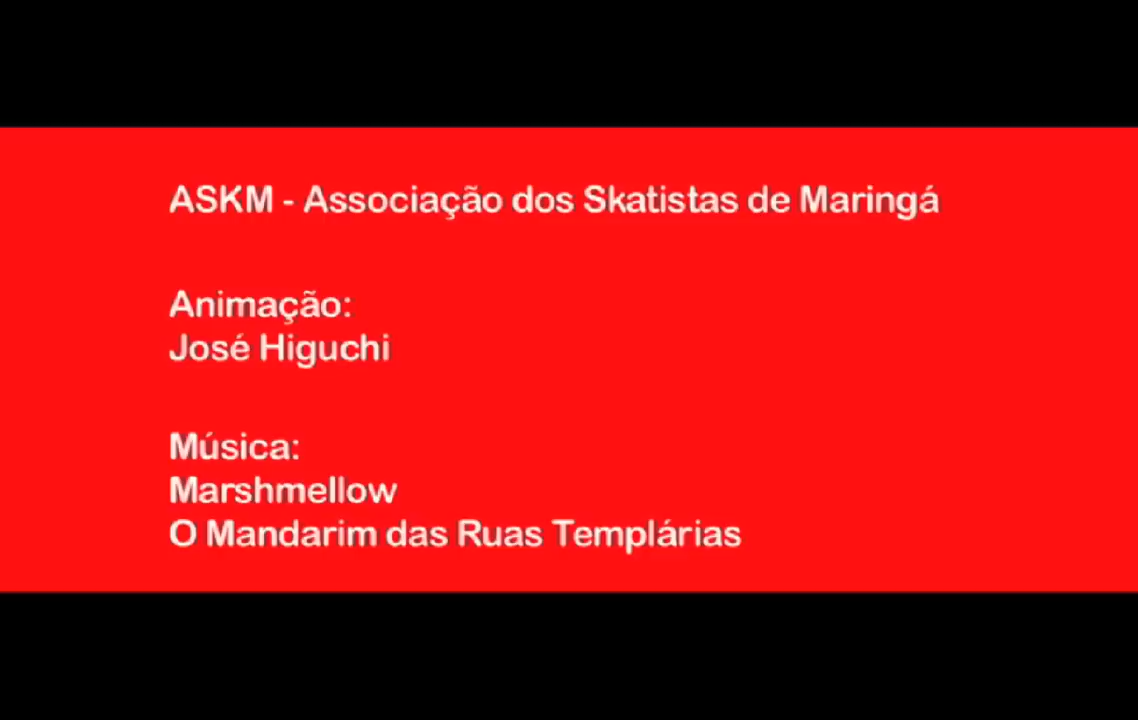 ASKM - Associação dos Skatistas de Maringá
Animação:
José Higuchi
Música:
Marshmellow
O Mandarim das Ruas Templárias